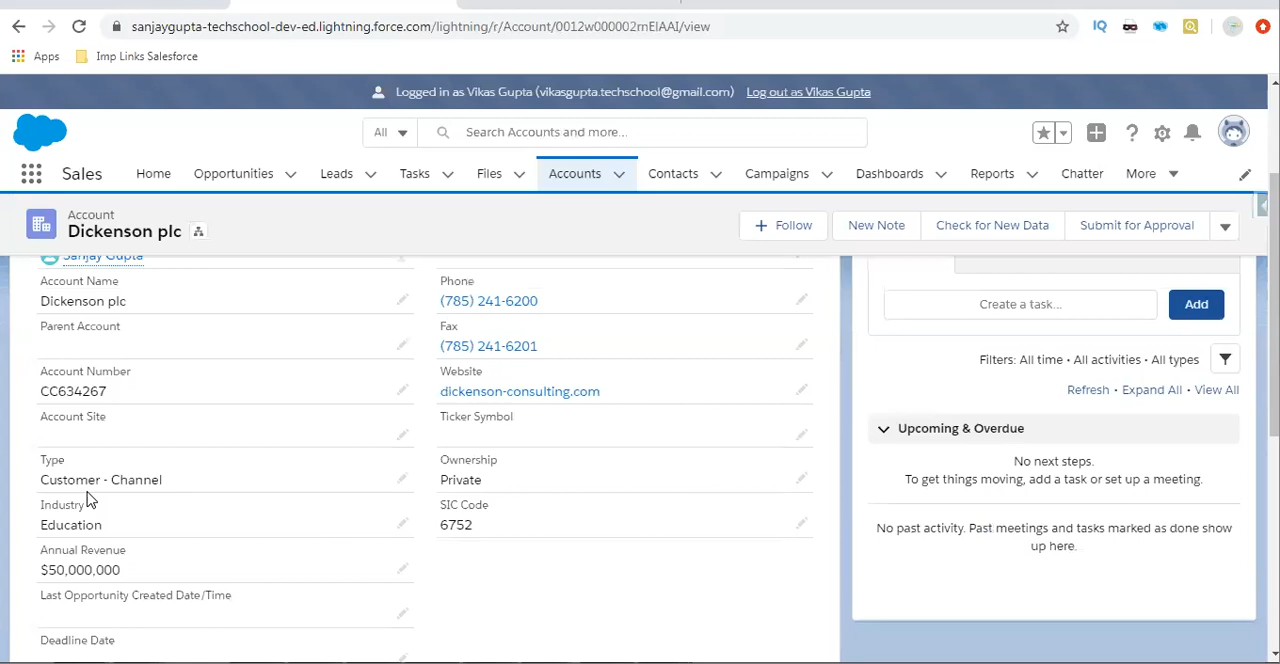 sanjaygupta-techschool-dev-ed.lightning.force.com/lightning/r/Account/0012w000002mEIAAI/view
Apps Imp Links Salesforce
Logged in as Vikas Gupta (vikasgupta.techschool@gmail.com) Log out as Vikas Gupta
All Search Accounts and more...
Sales Home Opportunities Leads Tasks Files Accounts Contacts Campaigns Dashboards Reports Chatter More
Account
Dickenson plc
+ Follow New Note Check for New Data Submit for Approval
Sanjay Gupta
Account Name
Dickenson plc
Parent Account
Account Number
CC634267
Account Site
Type
Customer - Channel
Industry
Education
Annual Revenue
$50,000,000
Last Opportunity Created Date/Time
Deadline Date
Phone
(785) 241-6200
Fax
(785) 241-6201
Website
dickenson-consulting.com
Ticker Symbol
Ownership
Private
SIC Code
6752
Create a task... Add
Filters: All time • All activities • All types
Refresh • Expand All • View All
Upcoming & Overdue
No next steps.
To get things moving, add a task or set up a meeting.
No past activity. Past meetings and tasks marked as done show
up here.